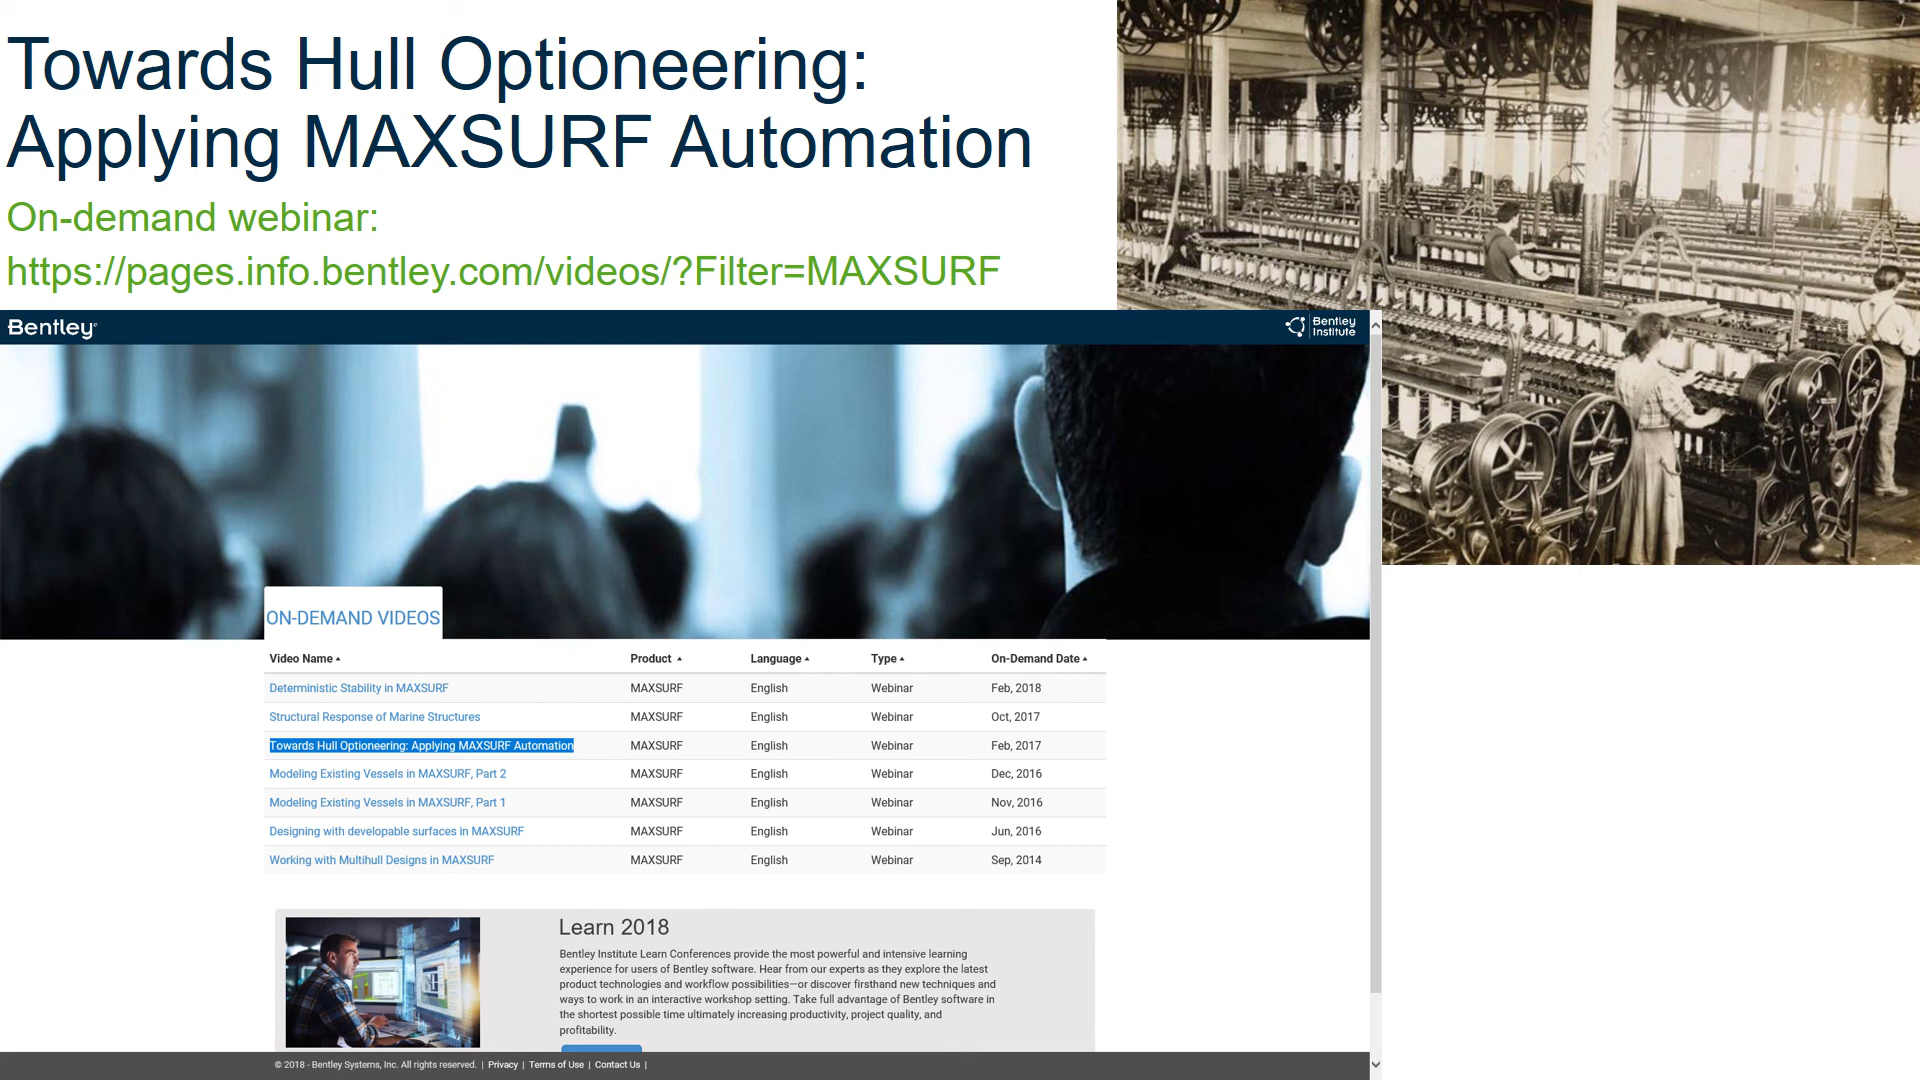 Towards Hull Optioneering:
Applying MAXSURF Automation
On-demand webinar:
https://pages.info.bentley.com/videos/?Filter=MAXSURF
Bentley®
Bentley
Institute
ON-DEMAND VIDEOS
Video Name Product Language Type On-Demand Date
Deterministic Stability in MAXSURF MAXSURF English Webinar Feb, 2018
Structural Response of Marine Structures MAXSURF English Webinar Oct, 2017
Towards Hull Optioneering: Applying MAXSURF Automation MAXSURF English Webinar Feb, 2017
Modeling Existing Vessels in MAXSURF, Part 2 MAXSURF English Webinar Dec, 2016
Modeling Existing Vessels in MAXSURF, Part 1 MAXSURF English Webinar Nov, 2016
Designing with developable surfaces in MAXSURF MAXSURF English Webinar Jun, 2016
Working with Multihull Designs in MAXSURF MAXSURF English Webinar Sep, 2014
Learn 2018
Bentley Institute Learn Conferences provide the most powerful and intensive learning
experience for users of Bentley software. Hear from our experts as they explore the latest
product technologies and workflow possibilities—or discover firsthand new techniques and
ways to work in an interactive workshop setting. Take full advantage of Bentley software in
the shortest possible time ultimately increasing productivity, project quality, and
profitability.
© 2018 - Bentley Systems, Inc. All rights reserved. | Privacy | Terms of Use | Contact Us |